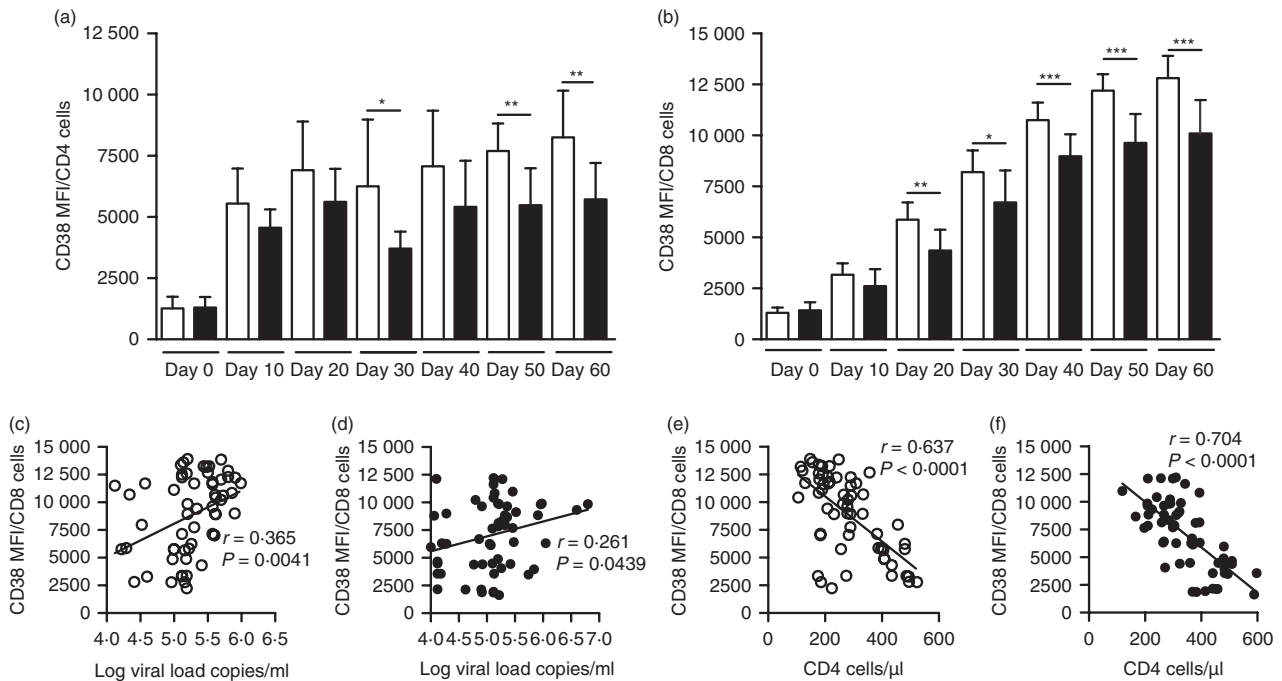 (a)
12 500
10 000
7500
5000
2500
0
CD38 MFI/CD4 cells
* ** **
Day 0 Day 10 Day 20 Day 30 Day 40 Day 50 Day 60
(b)
15 000
12 500
10 000
7500
5000
2500
0
CD38 MFI/CD8 cells
** * *** *** ***
Day 0 Day 10 Day 20 Day 30 Day 40 Day 50 Day 60
(c)
15 000
12 500
10 000
7500
5000
2500
0
CD38 MFI/CD8 cells
r = 0·365
P = 0·0041
4·0 4·5 5·0 5·5 6·0 6·5
Log viral load copies/ml
(d)
15 000
12 500
10 000
7500
5000
2500
0
CD38 MFI/CD8 cells
r = 0·261
P = 0·0439
4·0 4·5 5·0 5·5 6·0 6·5 7·0
Log viral load copies/ml
(e)
15 000
12 500
10 000
7500
5000
2500
0
CD38 MFI/CD8 cells
r = 0·637
P < 0·0001
0 200 400 600
CD4 cells/µl
(f)
15 000
12 500
10 000
7500
5000
2500
0
CD38 MFI/CD8 cells
r = 0·704
P < 0·0001
0 200 400 600
CD4 cells/µl